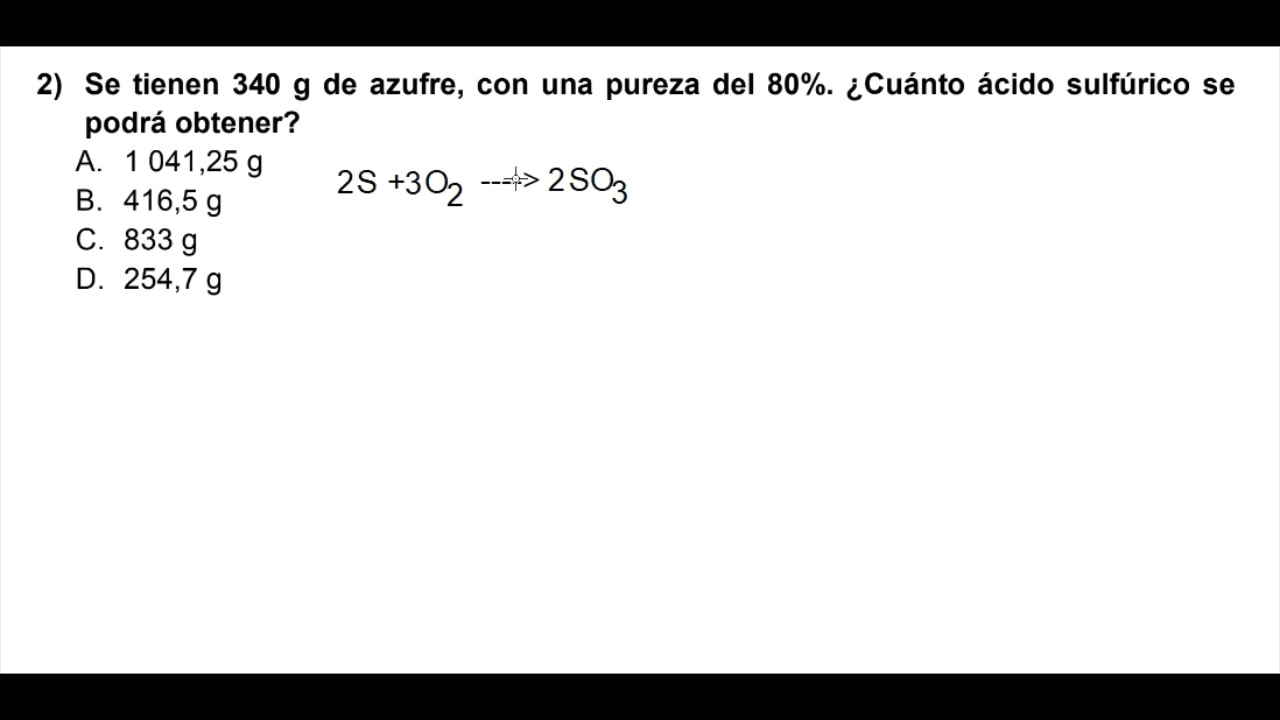 2) Se tienen 340 g de azufre, con una pureza del 80%. ¿Cuánto ácido sulfúrico se
podrá obtener?
A. 1 041,25 g
B. 416,5 g
C. 833 g
D. 254,7 g
2S +3O2 ----> 2SO3